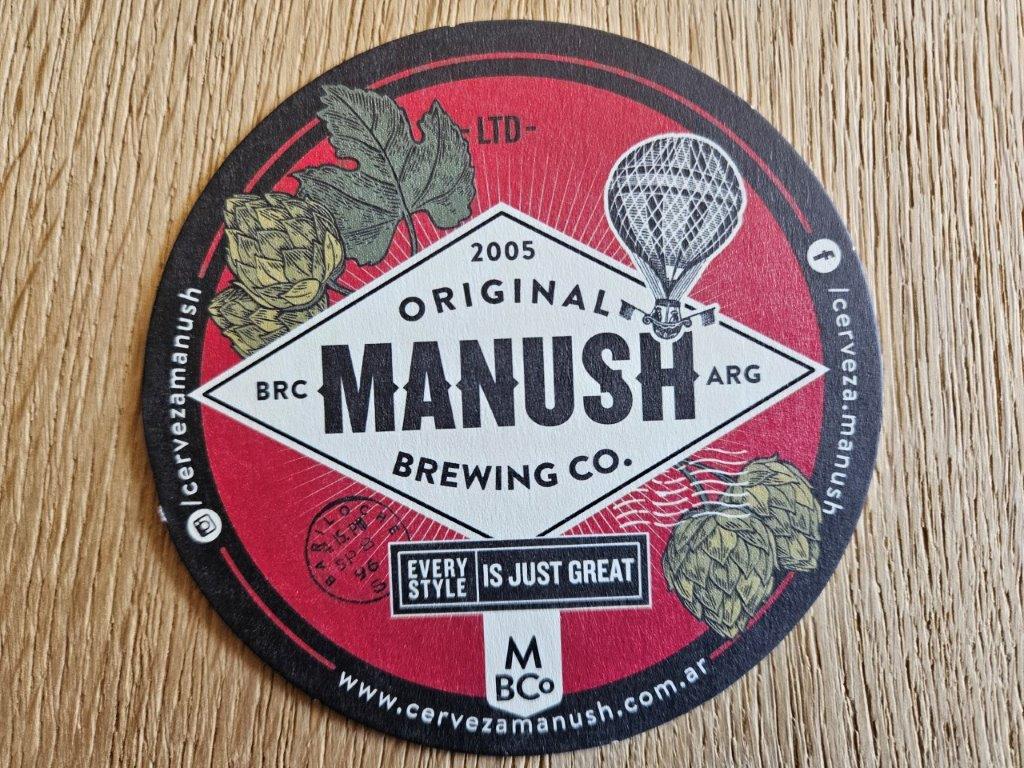 - LTD -
2005
ORIGINAL
BRC MANUSH ARG
BREWING CO.
BARILOCHE
EVERY STYLE IS JUST GREAT
M
BCo
/cervezamanush
/cerveza.manush
www.cervezamanush.com.ar